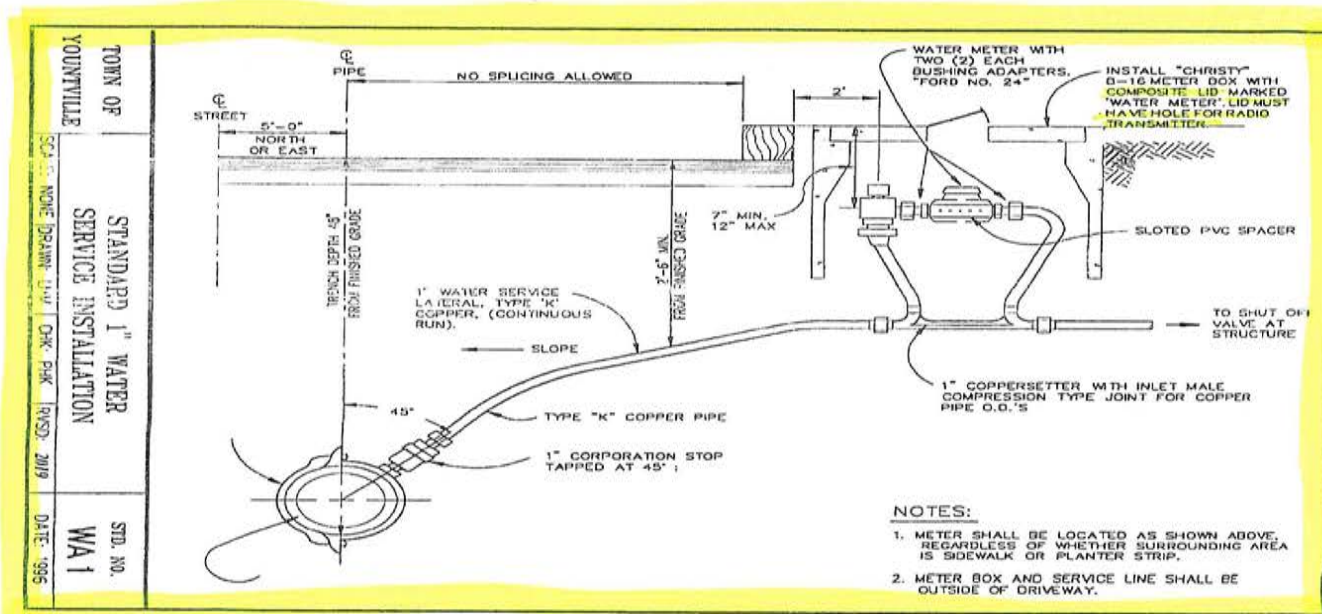 TOWN OF
YOUNTVILLE
STANDARD 1" WATER
SERVICE INSTALLATION
STD. NO.
WA 1
NONE
DRAWN:
CHK: PHK
RVSD: 2019
DATE: 1996
℄
PIPE
NO SPLICING ALLOWED
℄
STREET
5'-0"
NORTH
OR EAST
2'
WATER METER WITH
TWO (2) EACH
BUSHING ADAPTERS,
"FORD NO. 24"
INSTALL "CHRISTY"
B-16 METER BOX WITH
COMPOSITE LID MARKED
'WATER METER'. LID MUST
HAVE HOLE FOR RADIO
TRANSMITTER.
7" MIN.
12" MAX
SLOTED PVC SPACER
TRENCH DEPTH 45"
FROM FINISHED GRADE
2'-6" MIN.
FROM FINISHED GRADE
1" WATER SERVICE
LATERAL, TYPE 'K'
COPPER, (CONTINUOUS
RUN).
SLOPE
TO SHUT OFF
VALVE AT
STRUCTURE
45°
TYPE "K" COPPER PIPE
1" COPPERSETTER WITH INLET MALE
COMPRESSION TYPE JOINT FOR COPPER
PIPE O.D.'S
1" CORPORATION STOP
TAPPED AT 45° ;
NOTES:
1. METER SHALL BE LOCATED AS SHOWN ABOVE,
REGARDLESS OF WHETHER SURROUNDING AREA
IS SIDEWALK OR PLANTER STRIP.
2. METER BOX AND SERVICE LINE SHALL BE
OUTSIDE OF DRIVEWAY.